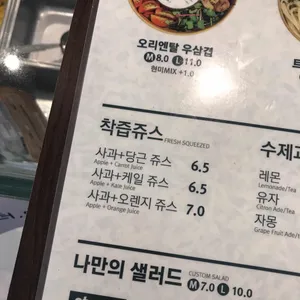 오리엔탈 우삼겹
M 8.0 L 11.0
현미MIX +1.0
착즙쥬스 FRESH SQUEEZED
사과+당근 쥬스 6.5
Apple + Carrot Juice
사과+케일 쥬스 6.5
Apple + Kale Juice
사과+오렌지 쥬스 7.0
Apple + Orange Juice
수제
레몬
Lemonade/Tea
유자
Citron Ade/Tea
자몽
Grape Fruit Ade/
나만의 샐러드 CUSTOM SALAD
M 7.0 L 10.0